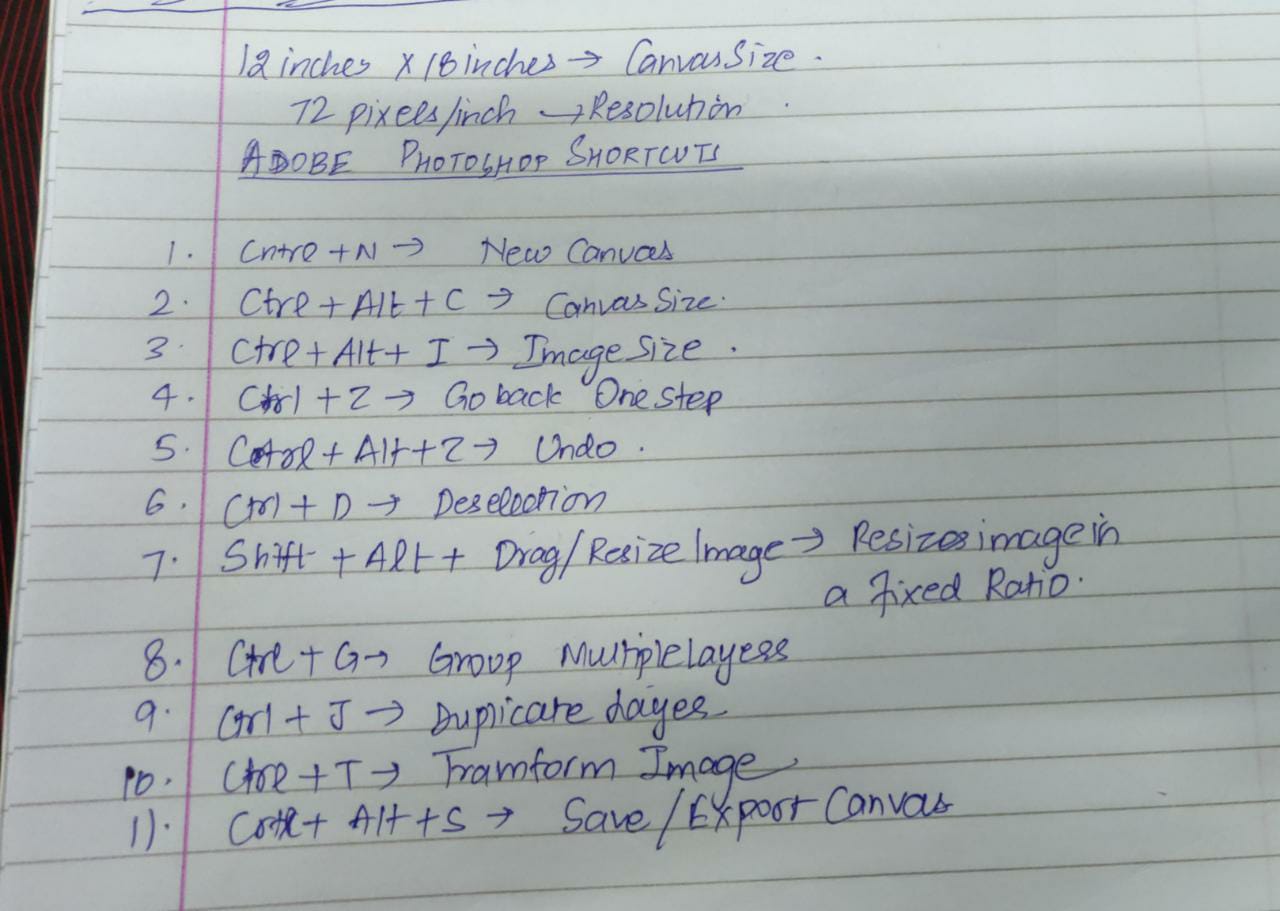 12 inches X 18 inches → Canvas Size.
72 pixels/inch → Resolution.
ADOBE PHOTOSHOP SHORTCUTS
1. Cntrl + N → New Canvas
2. Ctrl + Alt + C → Canvas Size.
3. Ctrl + Alt + I → Image Size.
4. Ctrl + Z → Go back One step
5. Cntrl + Alt + Z → Undo.
6. Ctrl + D → Deselection
7. Shift + Alt + Drag/Resize Image → Resizes image in
a fixed Ratio.
8. Ctrl + G → Group Multiple layers
9. Ctrl + J → Duplicate Layer
10. Ctrl + T → Transform Image
11. Cntrl + Alt + S → Save/Export Canvas